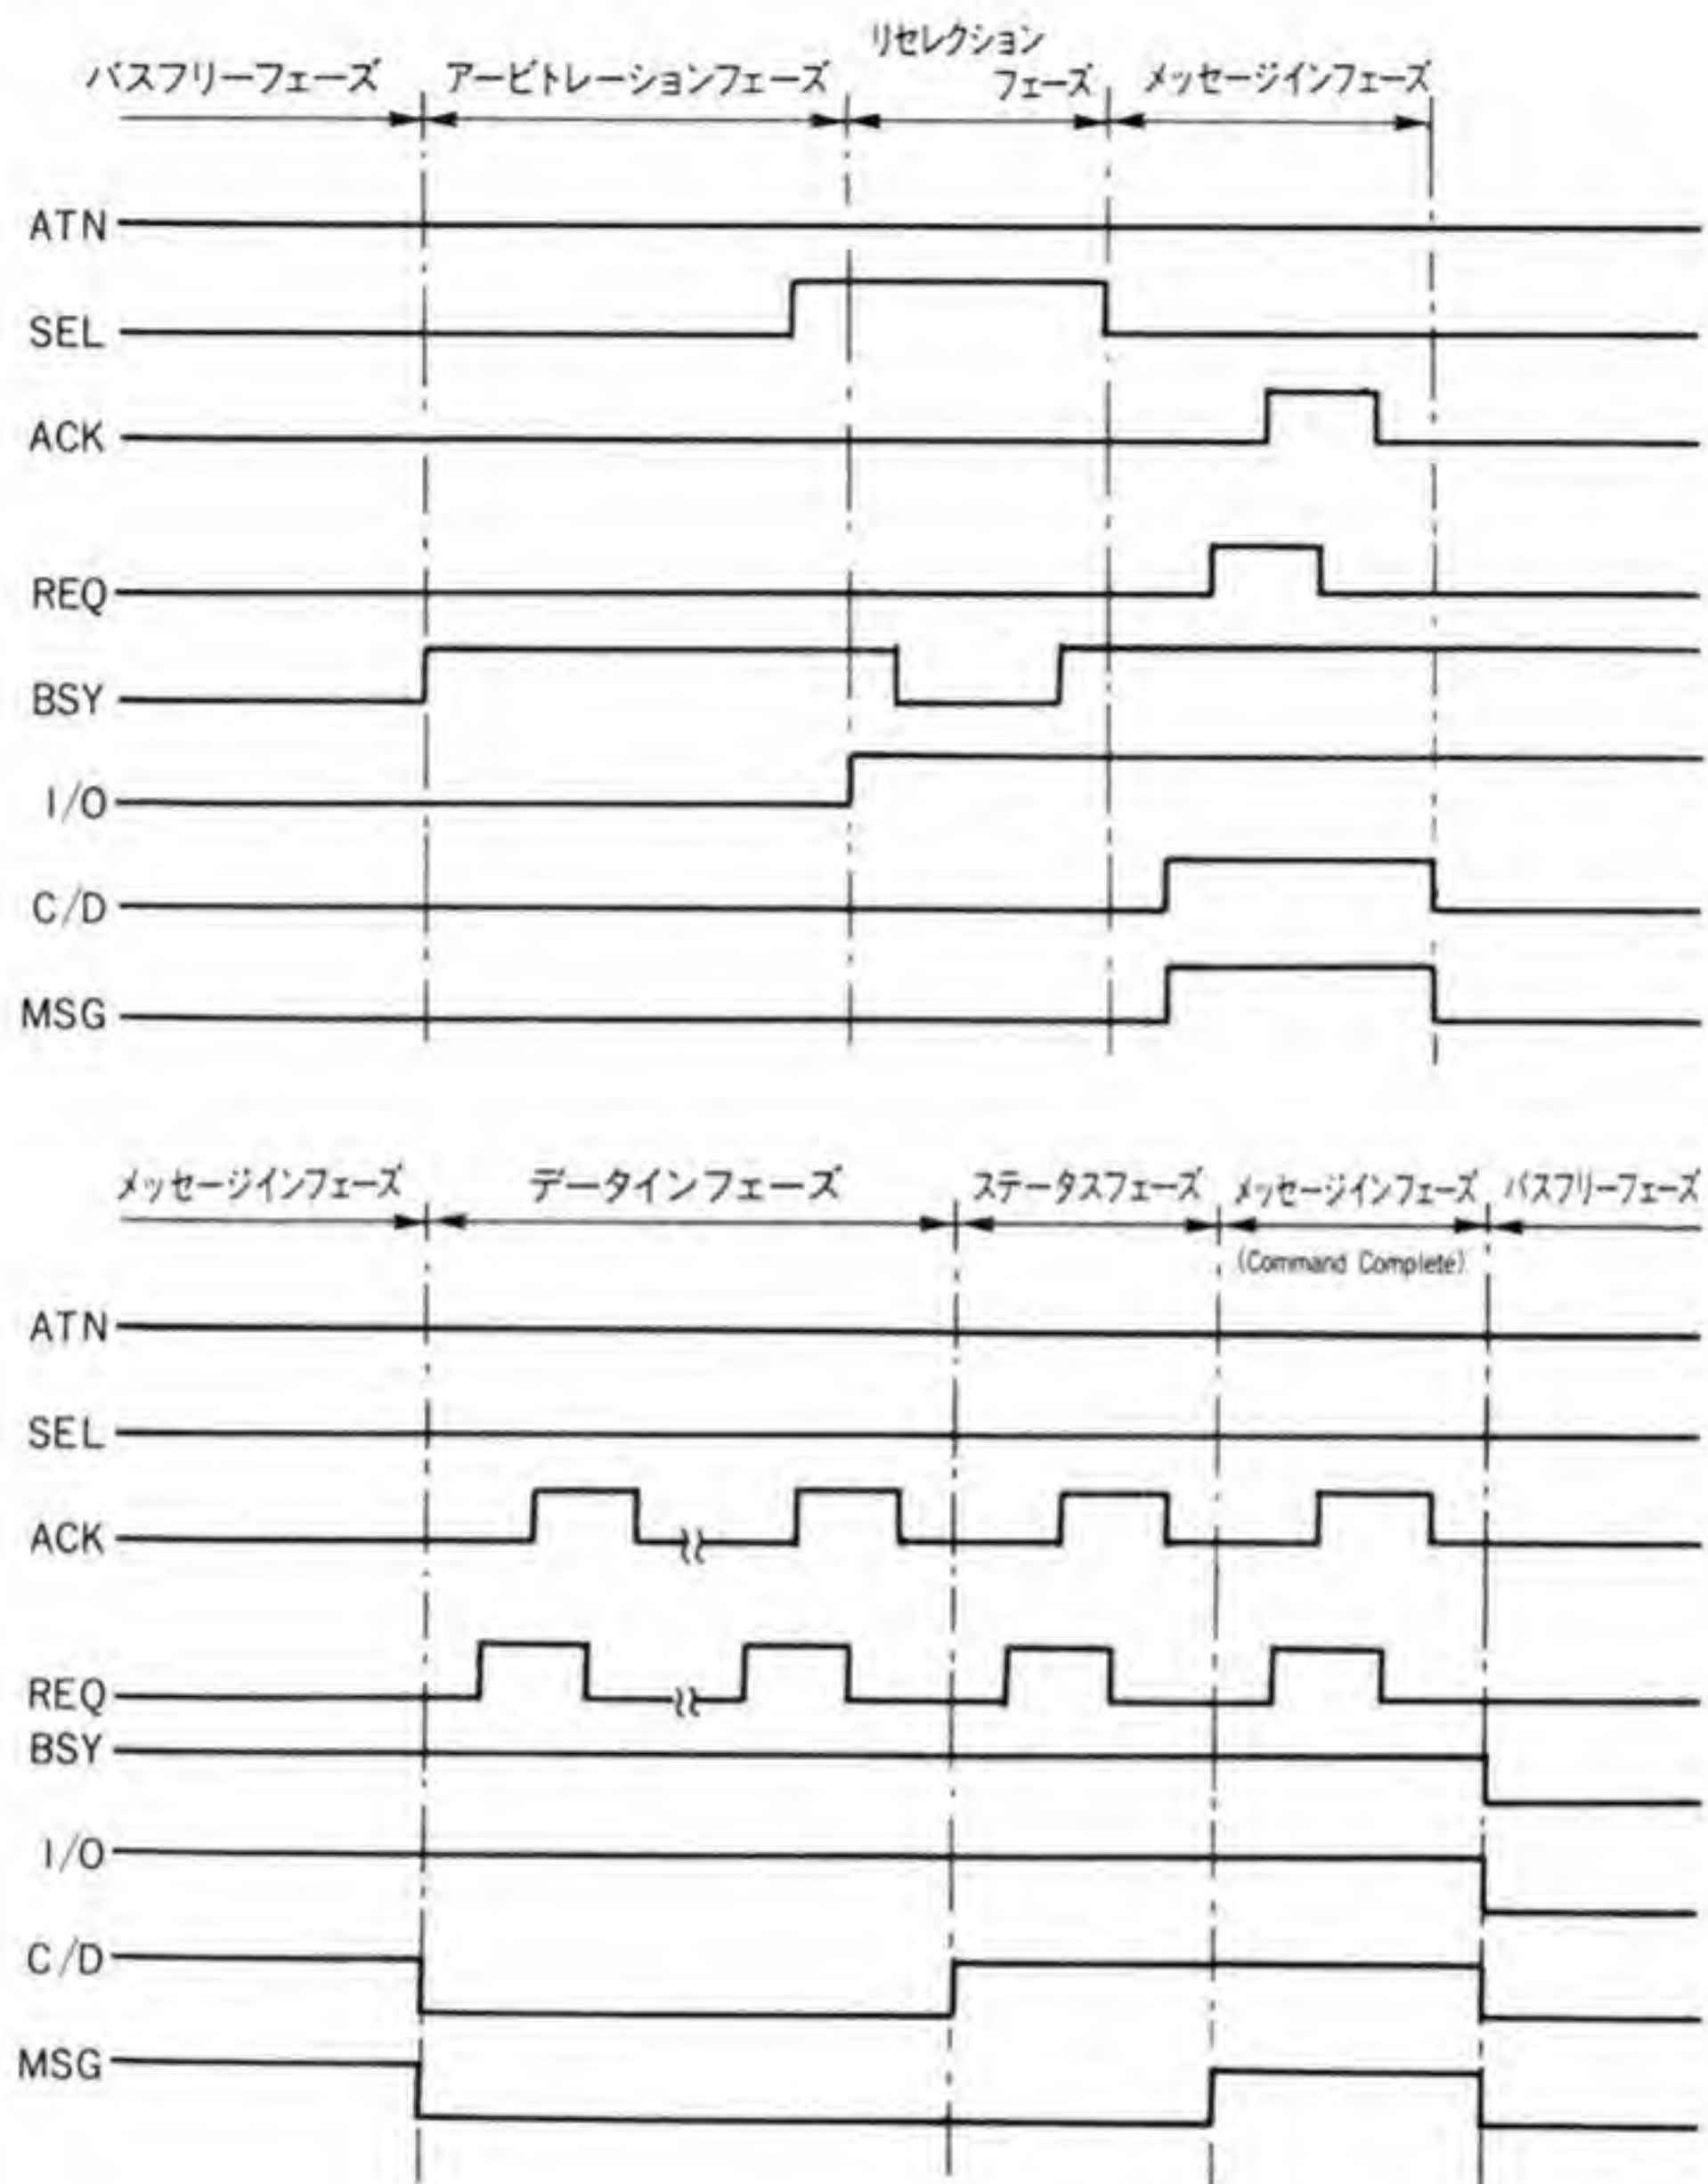 リセレクション
バスフリーフェーズ アービトレーションフェーズ フェーズ メッセージインフェーズ
ATN
SEL
ACK
REQ
BSY
I/O
C/D
MSG
メッセージインフェーズ データインフェーズ ステータスフェーズ メッセージインフェーズ バスフリーフェーズ
(Command Complete)
ATN
SEL
ACK
REQ
BSY
I/O
C/D
MSG